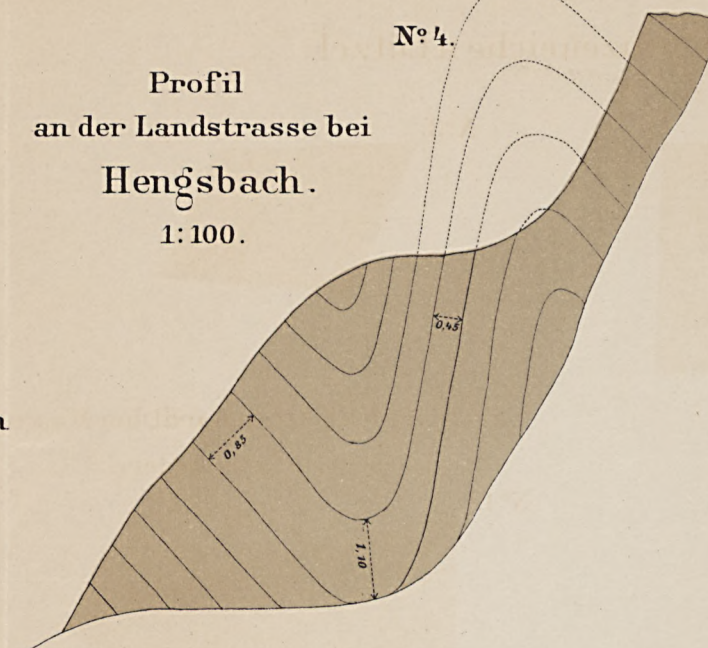 Nº 4.
Profil
an der Landstrasse bei
Hengsbach.
1:100.
0,45
0,85
1,10